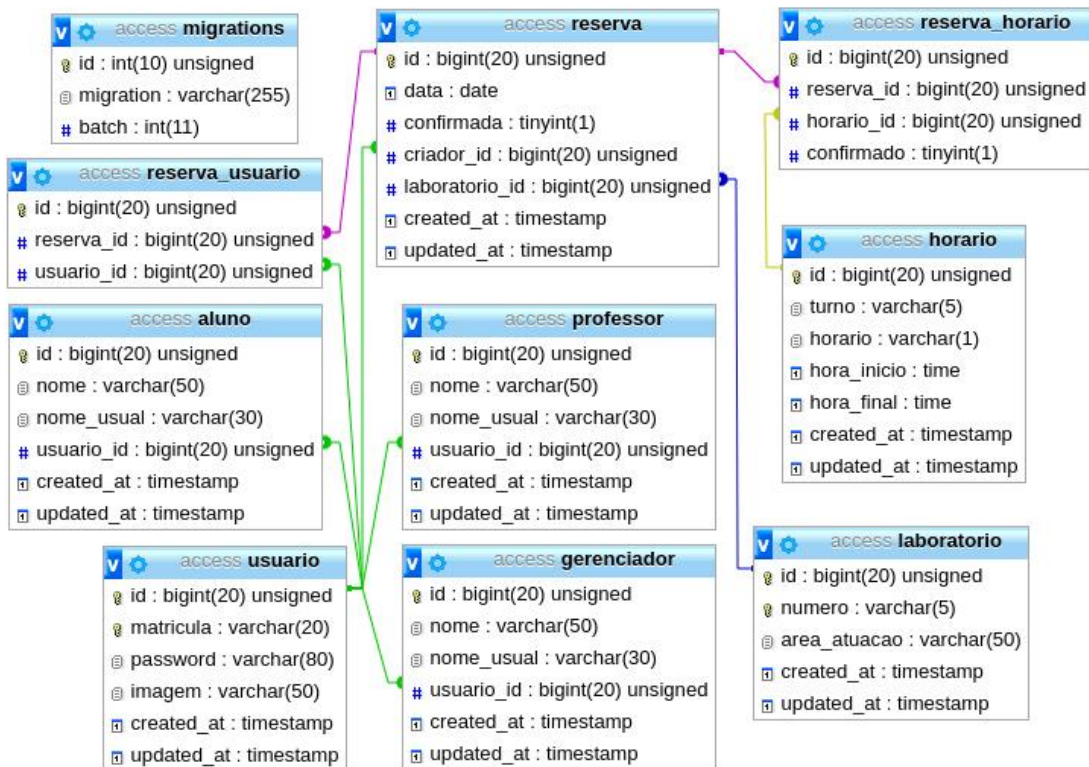 access migrations
id : int(10) unsigned
migration : varchar(255)
batch : int(11)
access reserva
id : bigint(20) unsigned
data : date
confirmada : tinyint(1)
criador_id : bigint(20) unsigned
laboratorio_id : bigint(20) unsigned
created_at : timestamp
updated_at : timestamp
access reserva_horario
id : bigint(20) unsigned
reserva_id : bigint(20) unsigned
horario_id : bigint(20) unsigned
confirmado : tinyint(1)
access reserva_usuario
id : bigint(20) unsigned
reserva_id : bigint(20) unsigned
usuario_id : bigint(20) unsigned
access horario
id : bigint(20) unsigned
turno : varchar(5)
horario : varchar(1)
hora_inicio : time
hora_final : time
created_at : timestamp
updated_at : timestamp
access aluno
id : bigint(20) unsigned
nome : varchar(50)
nome_usual : varchar(30)
usuario_id : bigint(20) unsigned
created_at : timestamp
updated_at : timestamp
access professor
id : bigint(20) unsigned
nome : varchar(50)
nome_usual : varchar(30)
usuario_id : bigint(20) unsigned
created_at : timestamp
updated_at : timestamp
access usuario
id : bigint(20) unsigned
matricula : varchar(20)
password : varchar(80)
imagem : varchar(50)
created_at : timestamp
updated_at : timestamp
access gerenciador
id : bigint(20) unsigned
nome : varchar(50)
nome_usual : varchar(30)
usuario_id : bigint(20) unsigned
created_at : timestamp
updated_at : timestamp
access laboratorio
id : bigint(20) unsigned
numero : varchar(5)
area_atuacao : varchar(50)
created_at : timestamp
updated_at : timestamp